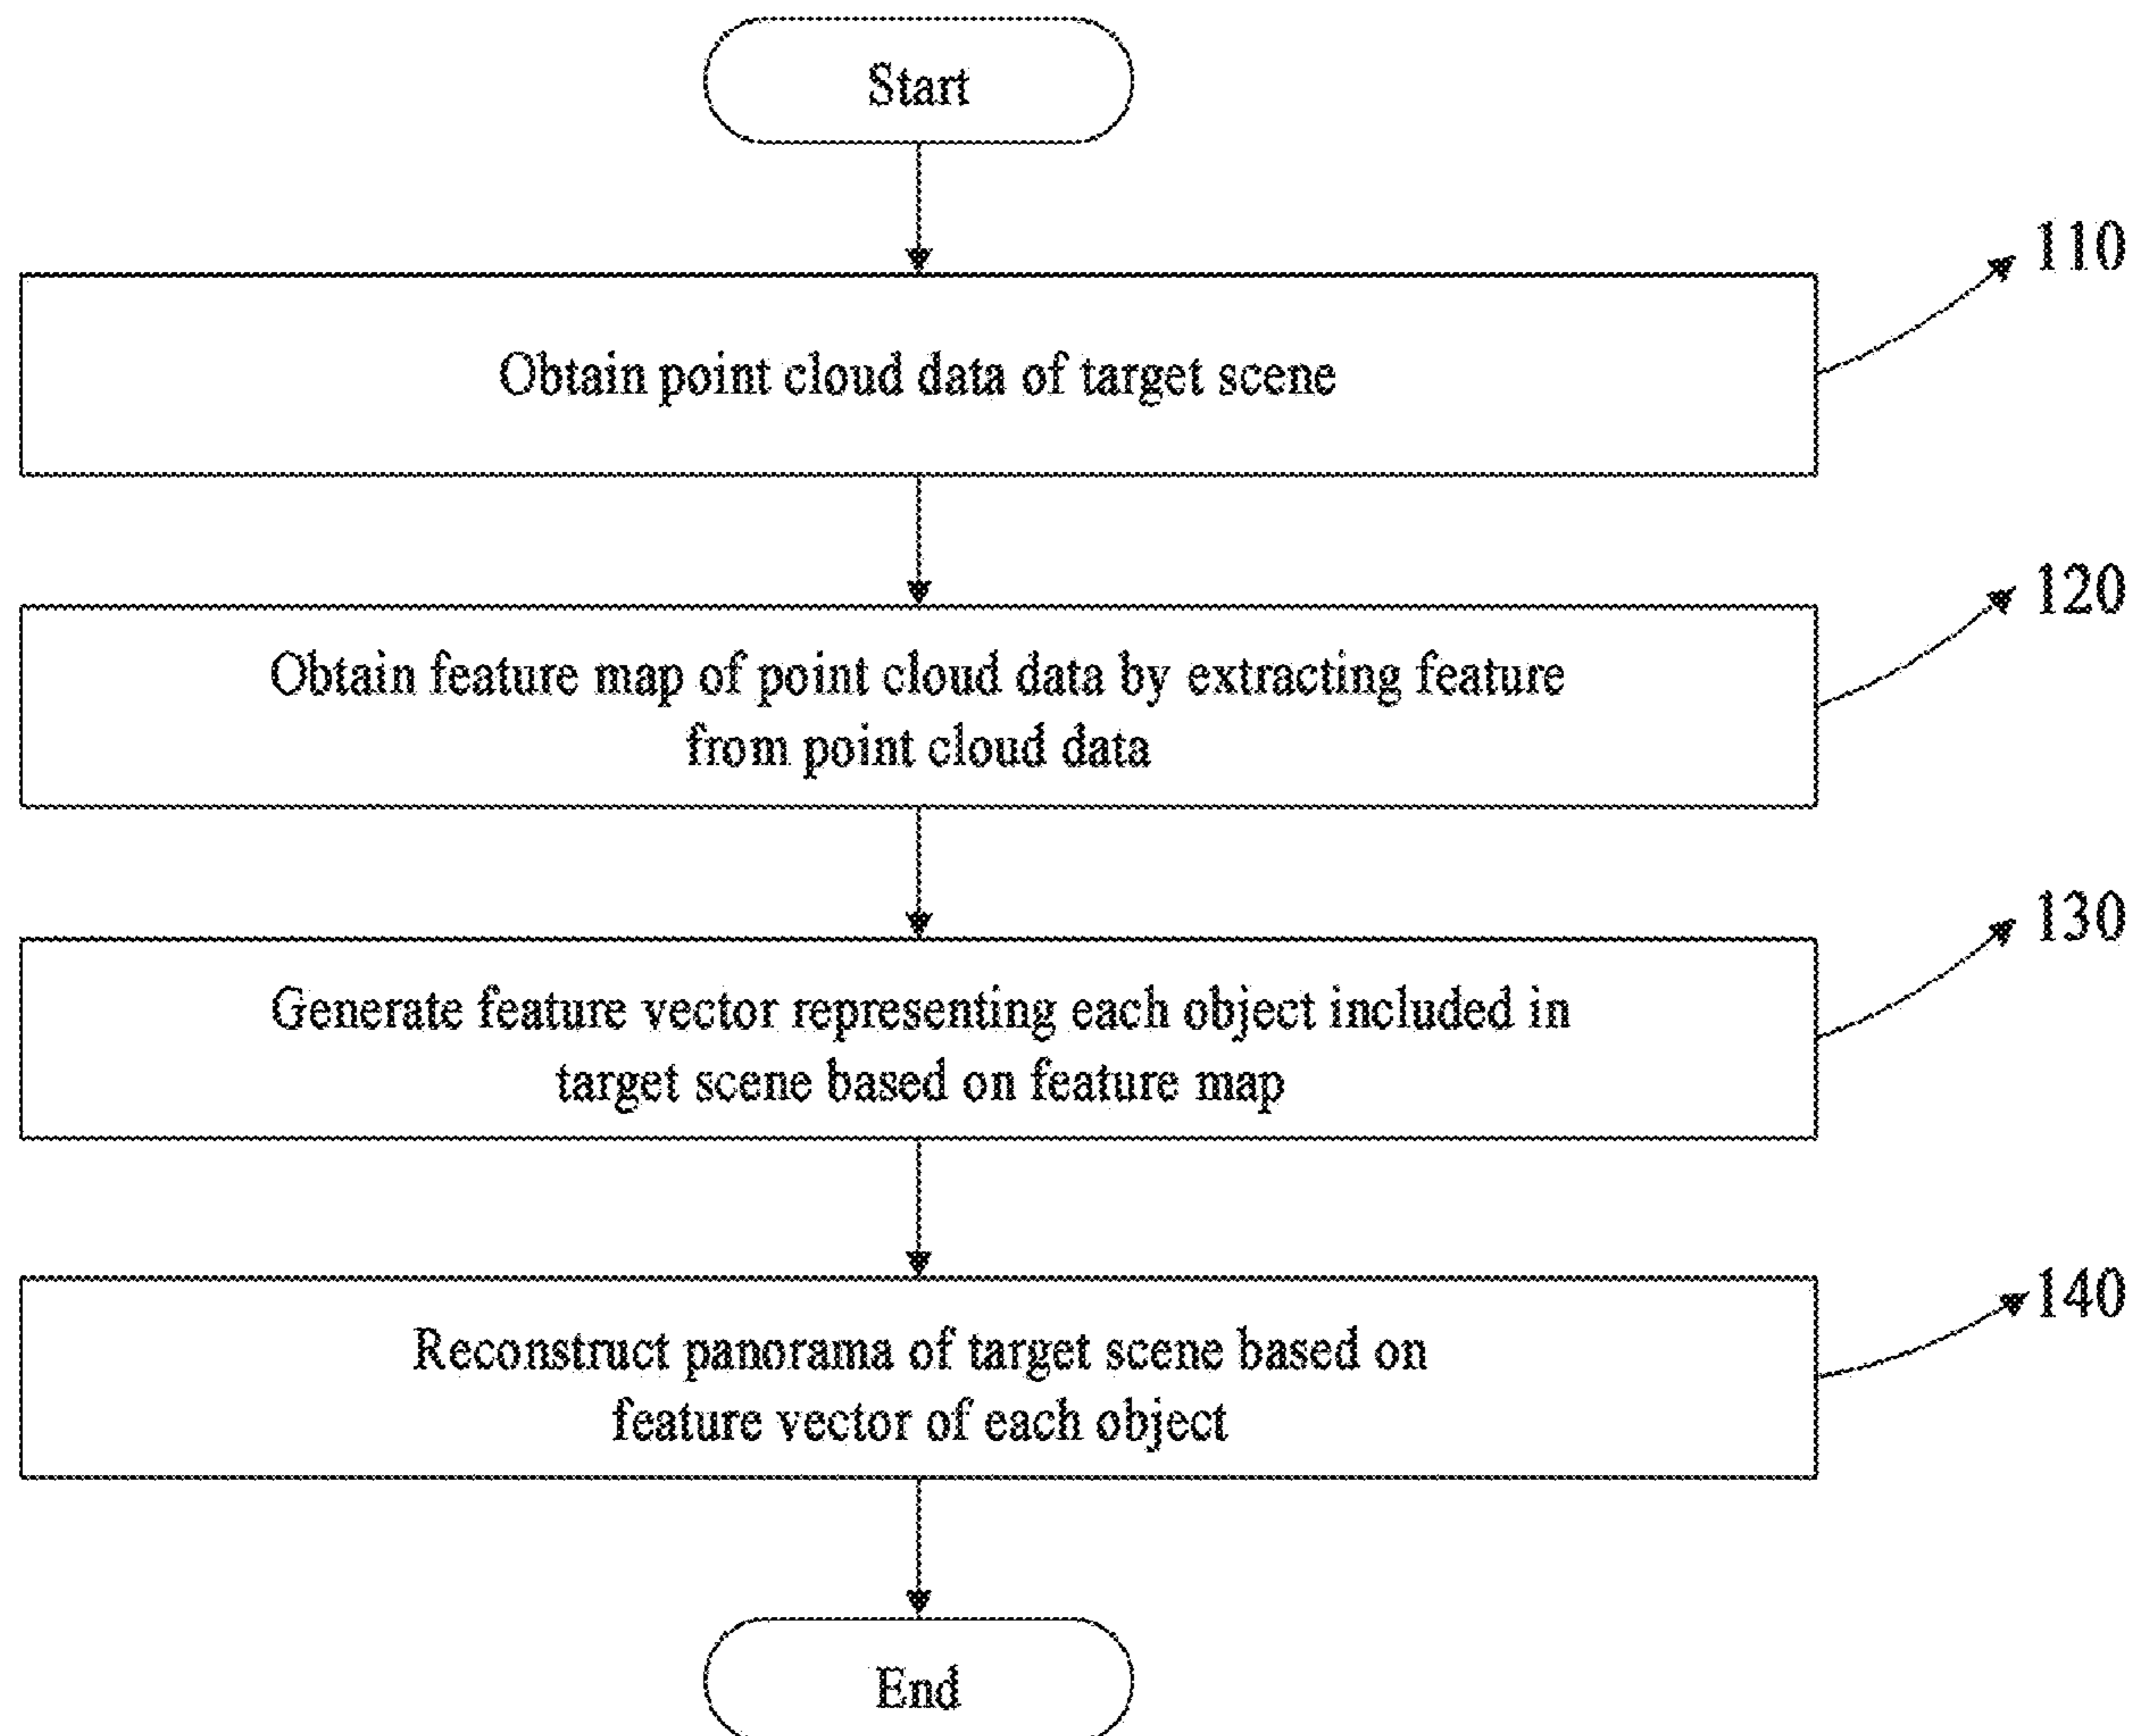 Start
110
Obtain point cloud data of target scene
120
Obtain feature map of point cloud data by extracting feature
from point cloud data
130
Generate feature vector representing each object included in
target scene based on feature map
140
Reconstruct panorama of target scene based on
feature vector of each object
End